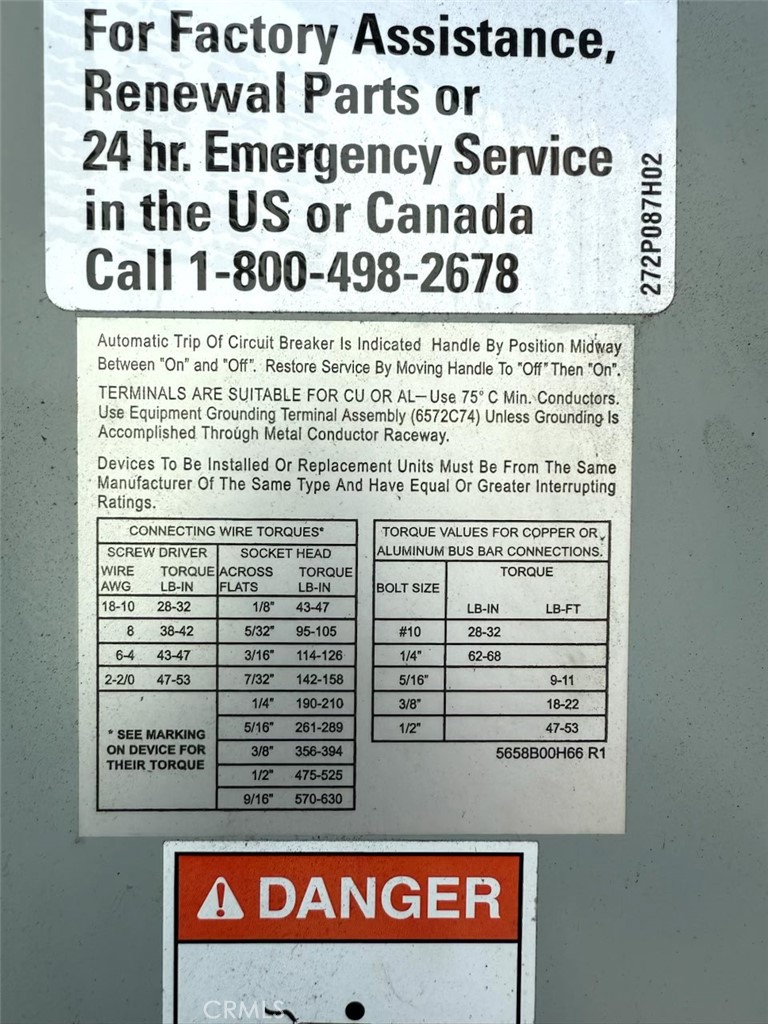 For Factory Assistance,
Renewal Parts or
24 hr. Emergency Service
in the US or Canada
Call 1-800-498-2678
272P087H02
Automatic Trip Of Circuit Breaker Is Indicated Handle By Position Midway
Between "On" and "Off". Restore Service By Moving Handle To "Off" Then "On".
TERMINALS ARE SUITABLE FOR CU OR AL—Use 75° C Min. Conductors.
Use Equipment Grounding Terminal Assembly (6572C74) Unless Grounding Is
Accomplished Through Metal Conductor Raceway.
Devices To Be Installed Or Replacement Units Must Be From The Same
Manufacturer Of The Same Type And Have Equal Or Greater Interrupting
Ratings.
CONNECTING WIRE TORQUES*
SCREW DRIVER SOCKET HEAD
WIRE TORQUE ACROSS TORQUE
AWG LB-IN FLATS LB-IN
18-10 28-32 1/8" 43-47
8 38-42 5/32" 95-105
6-4 43-47 3/16" 114-126
2-2/0 47-53 7/32" 142-158
1/4" 190-210
5/16" 261-289
3/8" 356-394
1/2" 475-525
9/16" 570-630
* SEE MARKING
ON DEVICE FOR
THEIR TORQUE
TORQUE VALUES FOR COPPER OR
ALUMINUM BUS BAR CONNECTIONS.
BOLT SIZE TORQUE
LB-IN LB-FT
#10 28-32
1/4" 62-68
5/16" 9-11
3/8" 18-22
1/2" 47-53
5658B00H66 R1
DANGER
CRMLS